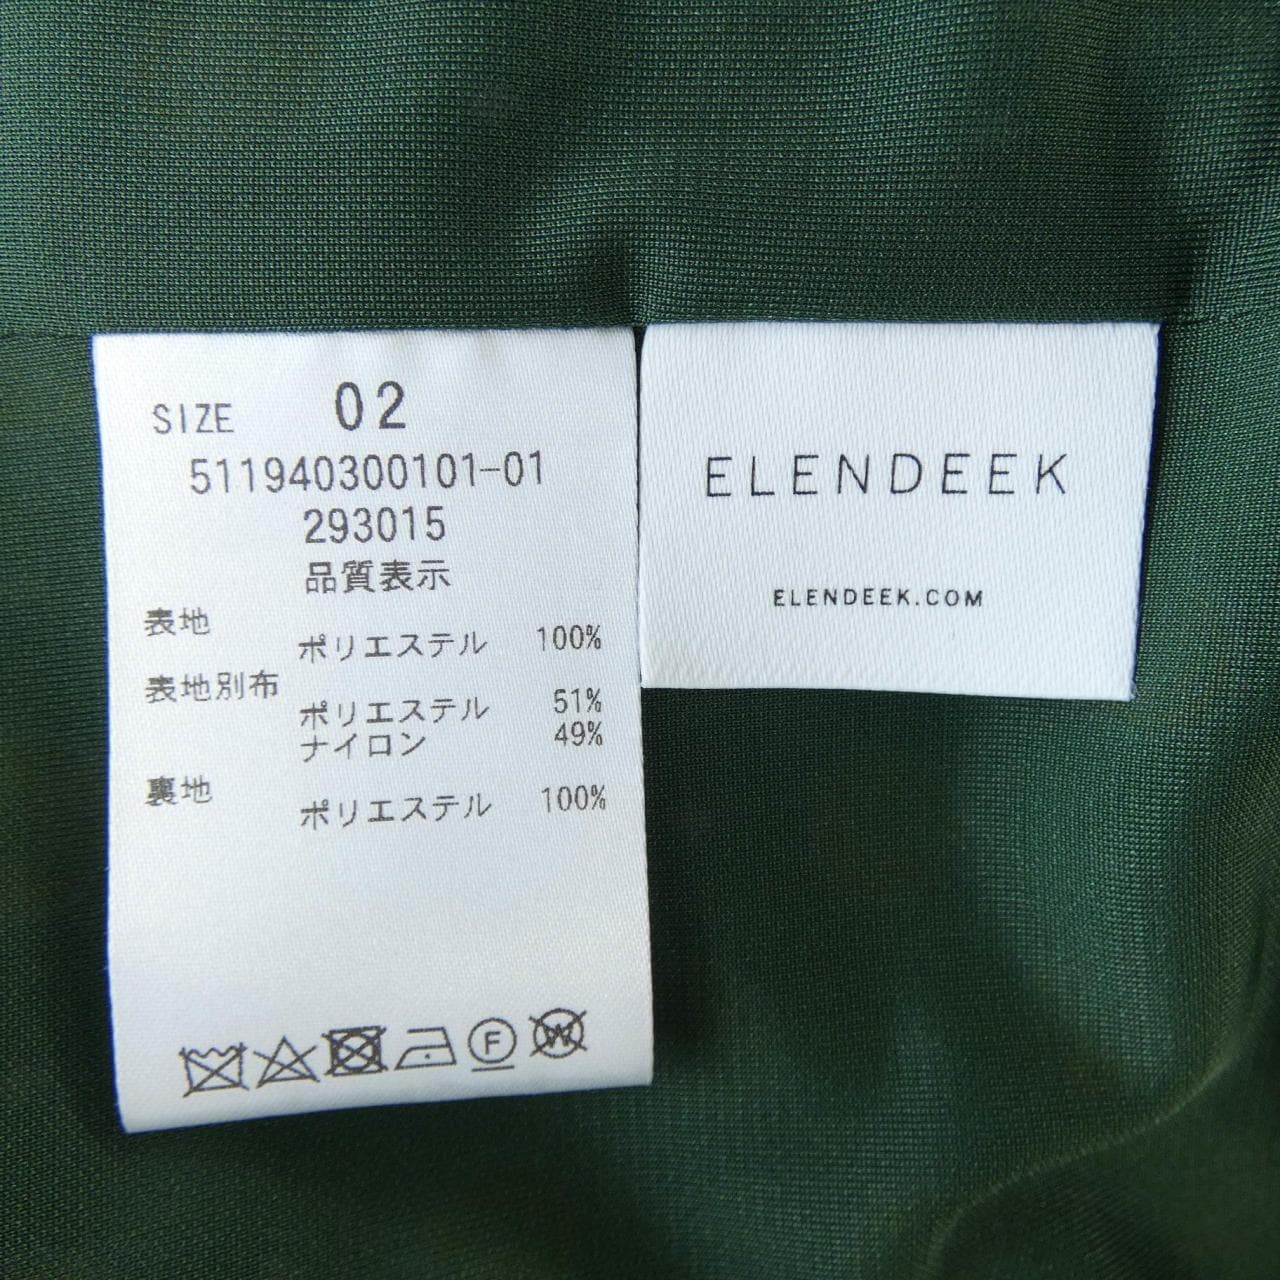 SIZE 02
511940300101-01
293015
品質表示
表地
ポリエステル 100%
表地別布
ポリエステル 51%
ナイロン 49%
裏地
ポリエステル 100%
F W
ELENDEEK
ELENDEEK.COM